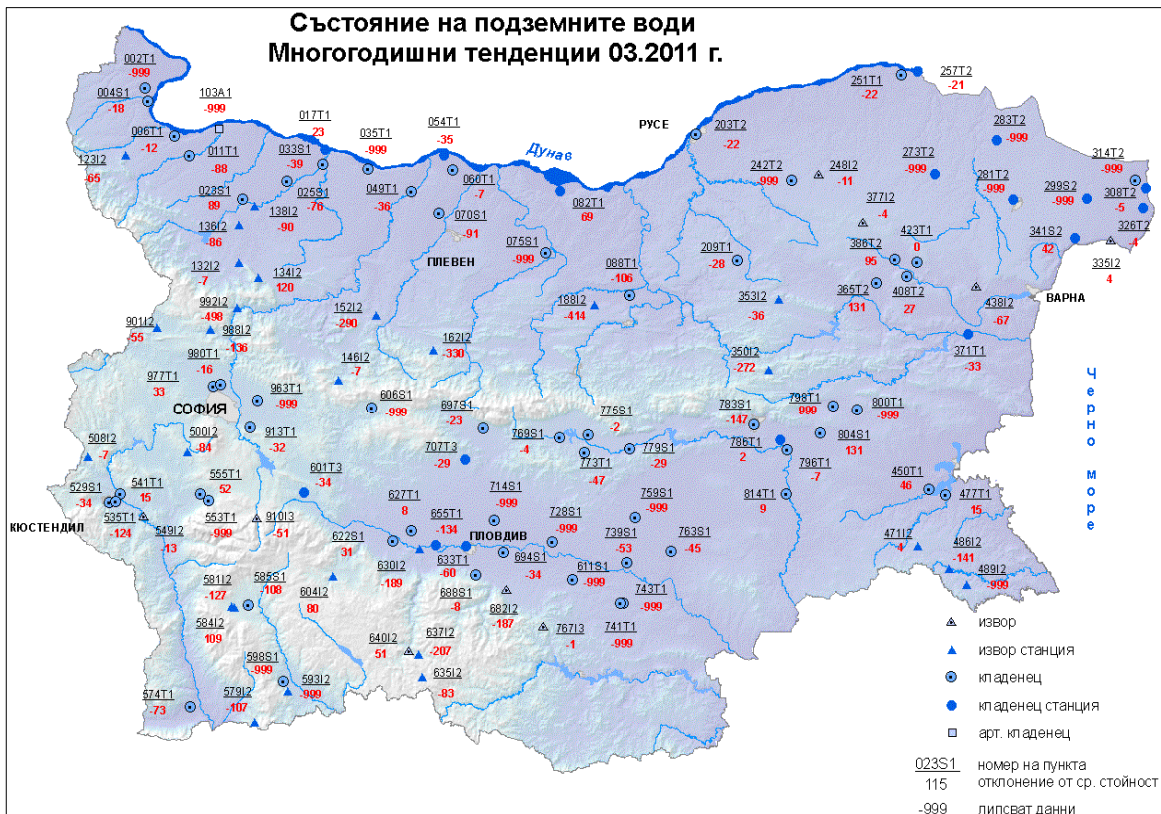 Състояние на подземните води
Многогодишни тенденции 03.2011 г.
002T1
-999
004S1
-18
103A1
-999
006T1
-12
011T1
-88
017T1
23
033S1
-39
035T1
-999
054T1
-35
123I2
-65
023S1
89
025S1
-76
049T1
-36
060T1
-7
138I2
-90
136I2
86
070S1
-91
082T1
69
Дунав
РУСЕ
203T2
-22
251T1
-22
257T2
-21
283T2
-999
242T2
-999
248I2
-11
273T2
-999
281T2
-999
299S2
-999
314T2
-999
308T2
-5
326T2
4
377I2
-4
423T1
0
386T2
95
341S2
42
335I2
4
ВАРНА
132I2
-7
134I2
120
ПЛЕВЕН
075S1
-999
088T1
-106
209T1
-28
365T2
131
408T2
27
438I2
-67
992I2
-498
901I2
-55
988I2
-136
152I2
-290
188I2
-414
353I2
-36
162I2
-330
350I2
-272
371T1
-33
980T1
-16
977T1
33
146I2
-7
СОФИЯ
963T1
-999
606S1
-999
697S1
-23
775S1
-2
783S1
-147
798T1
999
800T1
-999
Черно море
508I2
-7
500I2
-84
913T1
-32
769S1
-4
773T1
-47
779S1
-29
786T1
2
804S1
131
796T1
-7
707T3
-29
601T3
-34
529S1
-34
541T1
15
555T1
52
627T1
8
714S1
-999
759S1
-999
814T1
9
450T1
46
477T1
15
КЮСТЕНДИЛ
535T1
-124
549I2
-13
553T1
-999
910I3
-51
655T1
-134
ПЛОВДИВ
728S1
-999
739S1
-53
763S1
-45
471I2
4
486I2
-141
489I2
-999
622S1
31
630I2
-189
633T1
-60
694S1
-34
611S1
-999
581I2
-127
585S1
-108
604I2
80
688S1
-8
682I2
-187
743T1
-999
584I2
109
640I2
51
637I2
-207
767I3
-1
741T1
-999
598S1
-999
593I2
-999
635I2
-83
574T1
-73
579I2
-107
извор
извор станция
кладенец
кладенец станция
арт. кладенец
023S1 номер на пункта
115 отклонение от ср. стойност
-999 липсват данни